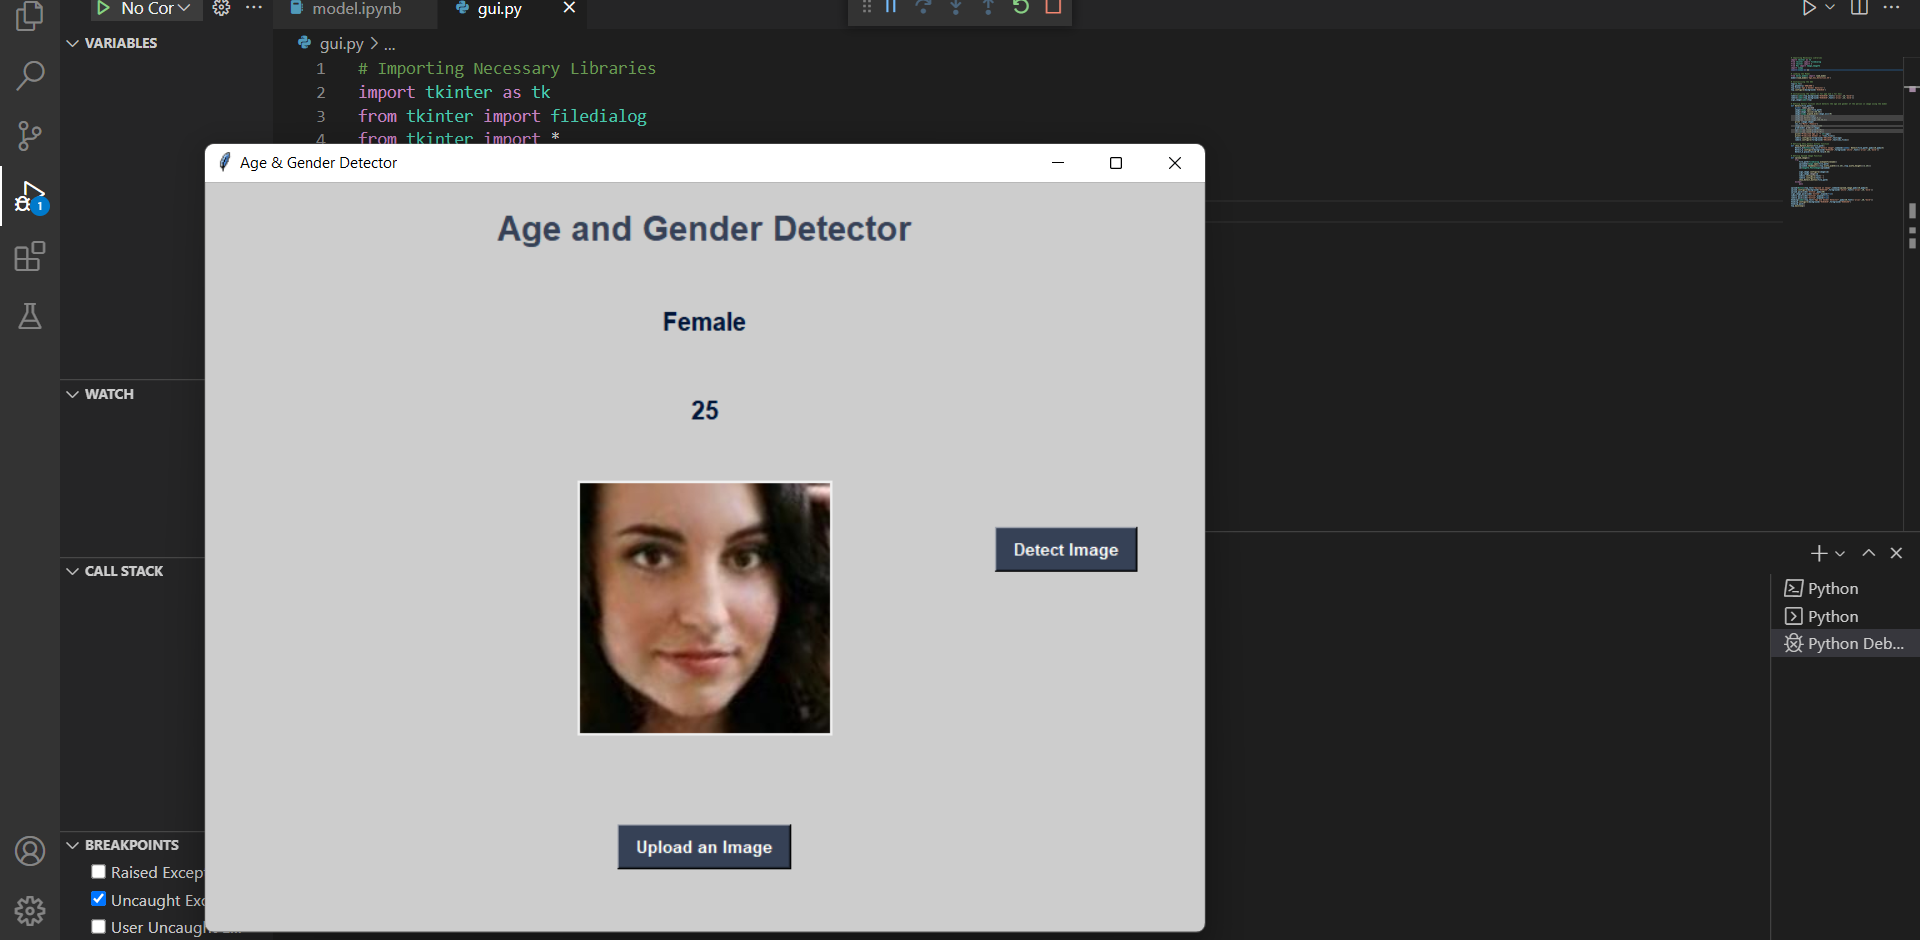 No Cor
model.ipynb
gui.py
VARIABLES
gui.py > ...
1 # Importing Necessary Libraries
2 import tkinter as tk
3 from tkinter import filedialog
4 from tkinter import *
Age & Gender Detector
1
Age and Gender Detector
Female
WATCH
25
Detect Image
CALL STACK
Python
Python
Python Deb...
Upload an Image
BREAKPOINTS
Raised Excep
Uncaught Exc
User Uncaugh